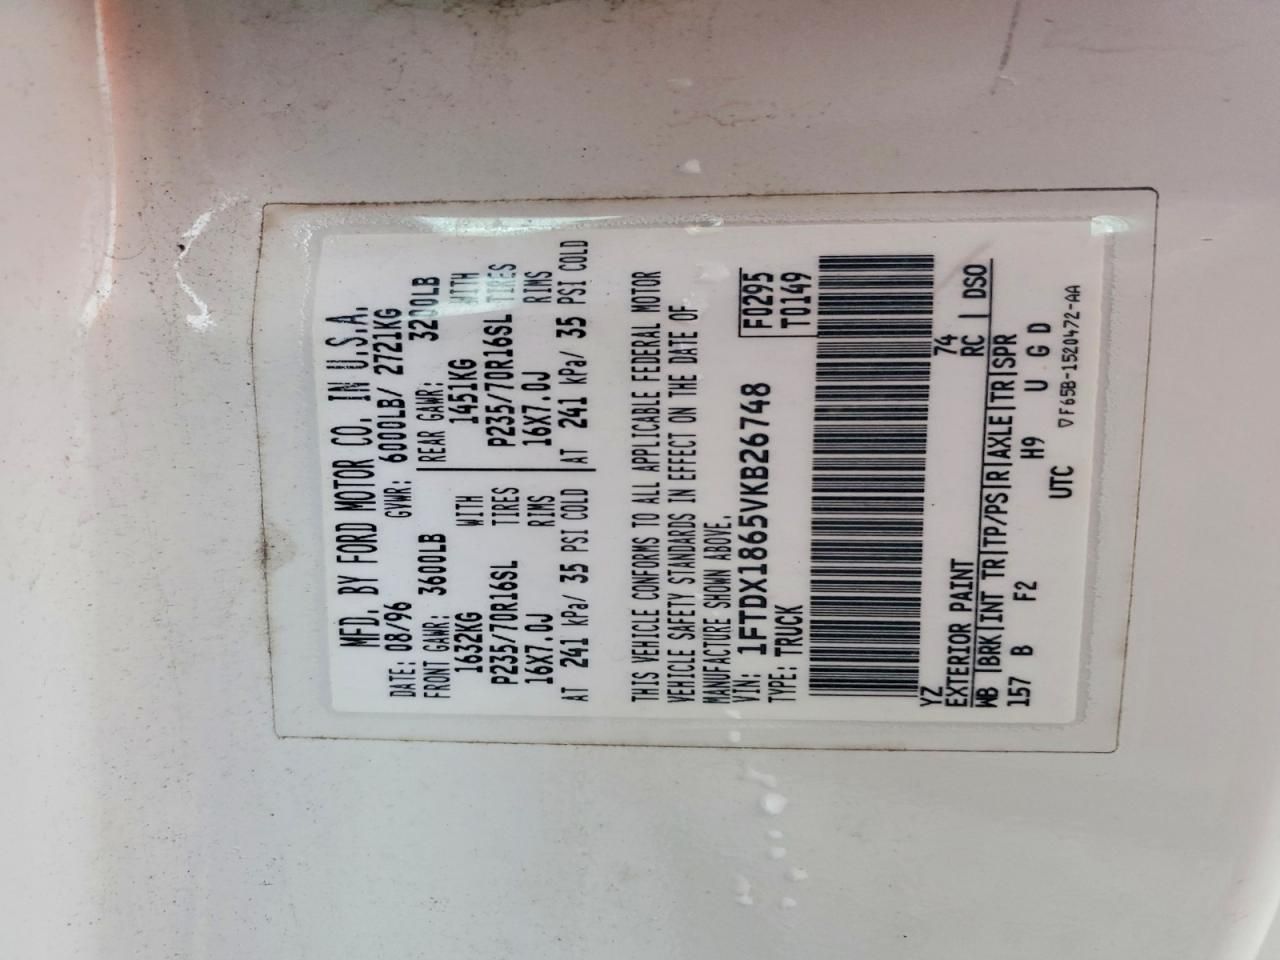 MFD. BY FORD MOTOR CO. IN U.S.A.
DATE: 08/96 GVWR: 6000LB/ 2721KG
FRONT GAWR: 3600LB REAR GAWR: 3200LB
1632KG WITH 1451KG WITH
P235/70R16SL TIRES P235/70R16SL TIRES
16X7.0J RIMS 16X7.0J RIMS
AT 241 kPa/ 35 PSI COLD AT 241 kPa/ 35 PSI COLD
THIS VEHICLE CONFORMS TO ALL APPLICABLE FEDERAL MOTOR
VEHICLE SAFETY STANDARDS IN EFFECT ON THE DATE OF
MANUFACTURE SHOWN ABOVE.
VIN: 1FTDX1865VKB26748 F0295
TYPE: TRUCK T0149
YZ 74
EXTERIOR PAINT RC DSO
WB BRK INT TR TP/PS R AXLE TR SPR
157 B F2 H9 U G D
UTC ▽F65B-1520472-AA